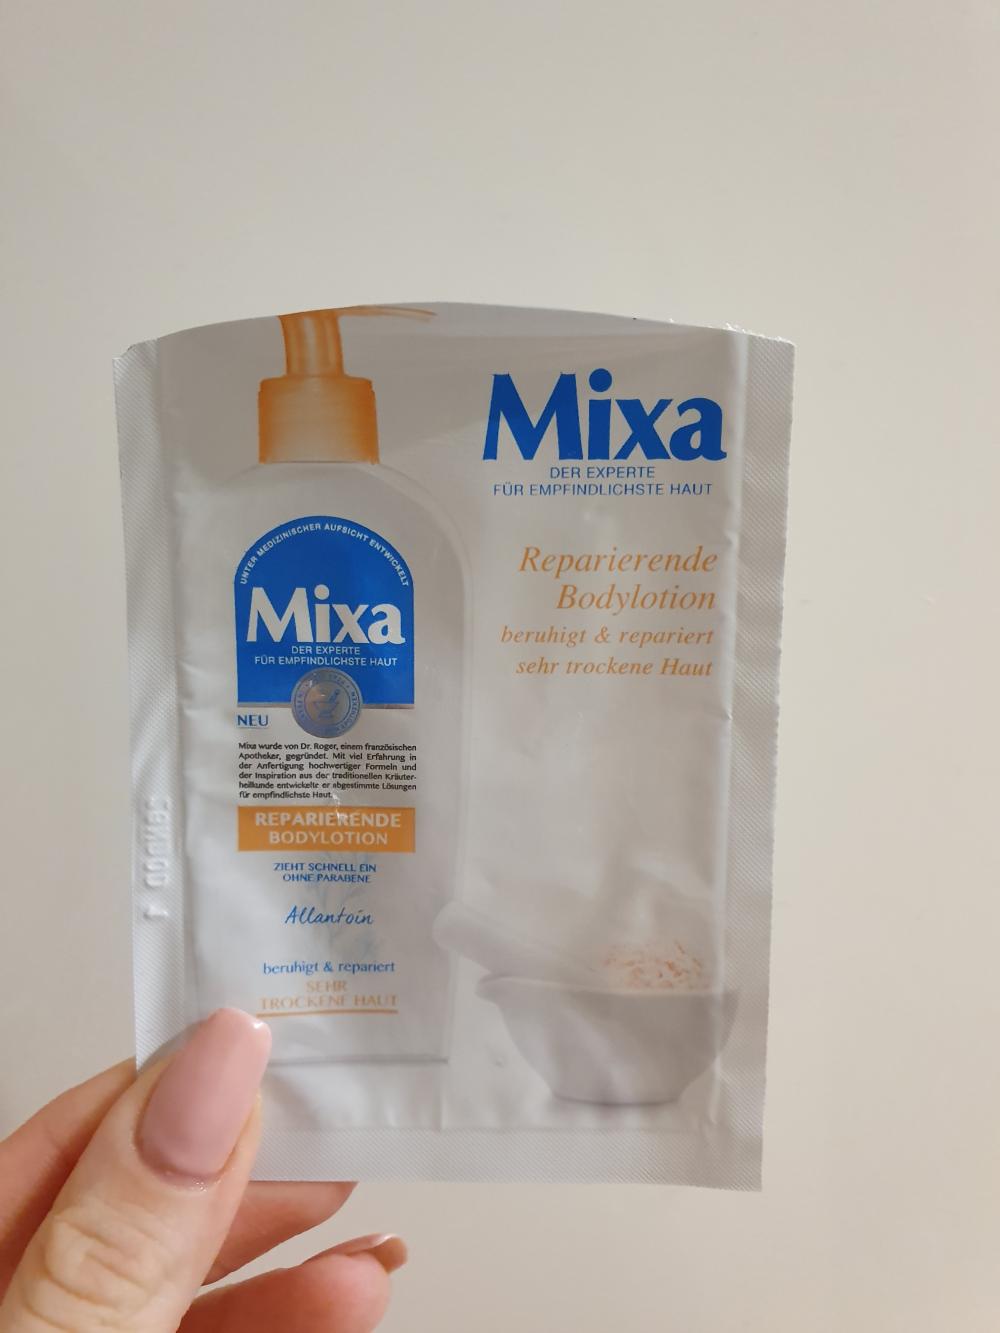 Mixa
DER EXPERTE
FÜR EMPFINDLICHSTE HAUT
Reparierende
Bodylotion
beruhigt & repariert
sehr trockene Haut
UNTER MEDIZINISCHER AUFSICHT ENTWICKELT
Mixa
DER EXPERTE
FÜR EMPFINDLICHSTE HAUT
NEU
Mixa wurde von Dr. Roger, einem französischen
Apotheker, gegründet. Mit viel Erfahrung in
der Anfertigung hochwertiger Formeln und
der Inspiration aus der traditionellen Kräuter-
heilkunde entwickelte er abgestimmte Lösungen
für empfindlichste Haut.
REPARIERENDE
BODYLOTION
ZIEHT SCHNELL EIN
OHNE PARABENE
Allantoin
beruhigt & repariert
SEHR
TROCKENE HAUT